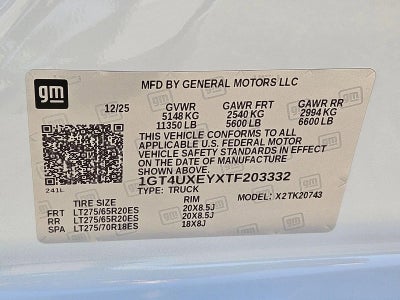 gm
MFD BY GENERAL MOTORS LLC
12/25 GVWR GAWR FRT GAWR RR
5148 KG 2540 KG 2994 KG
11350 LB 5600 LB 6600 LB
THIS VEHICLE CONFORMS TO ALL
APPLICABLE U.S. FEDERAL MOTOR
VEHICLE SAFETY STANDARDS IN EFFECT
ON THE DATE OF MANUFACTURE
SHOWN ABOVE.
1GT4UXEYXTF203332
241L TYPE: TRUCK
MODEL: X2TK20743
TIRE SIZE RIM
FRT LT275/65R20ES 20X8.5J
RR LT275/65R20ES 20X8.5J
SPA LT275/70R18ES 18X8J